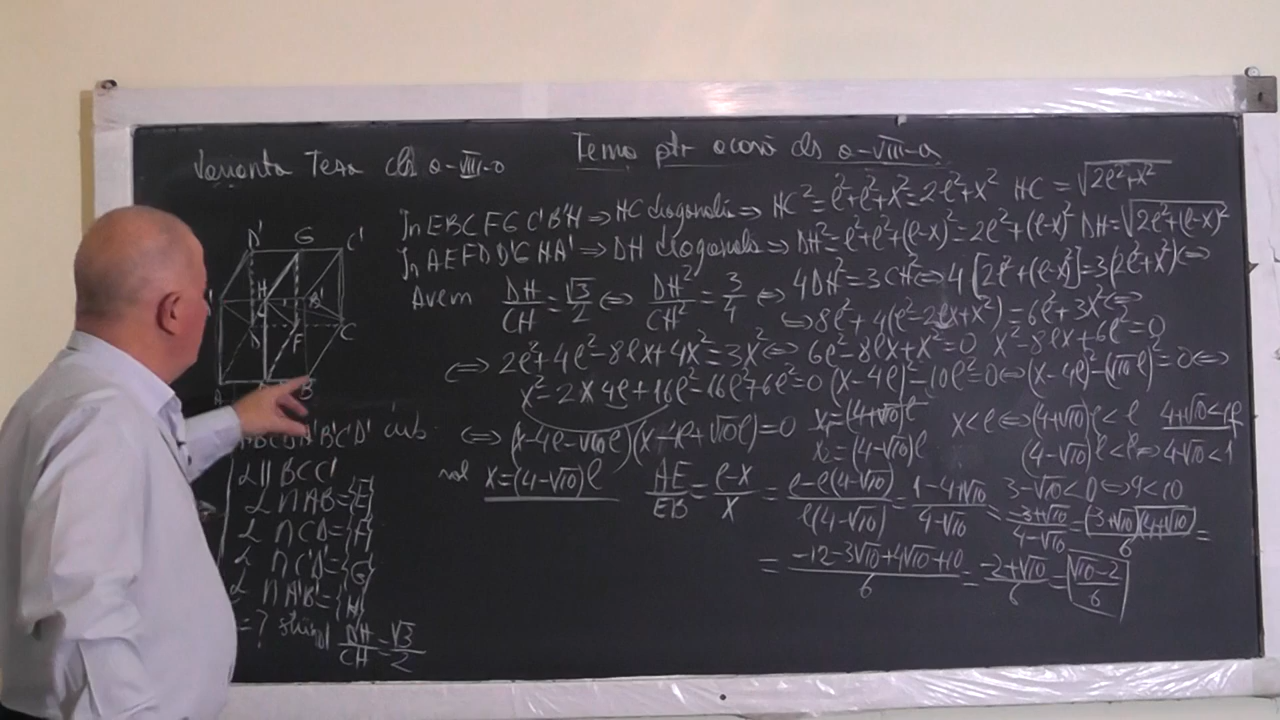 Varianta Teza cls a-VIII-a
Tema ptr acasă cls a-VIII-a
D' G C'
H B'
F C
A B
ABCDA'B'C'D' cub
α || BCC'
α ∩ AB={E}
α ∩ CD={F}
α ∩ C'D'={G}
α ∩ A'B'={H}
=? știind DH/CH=√3/2
În EBCFGC'B'H ⇒ HC diagonală ⇒ HC²=l²+l²+x²=2l²+x² HC=√(2l²+x²)
În AEFDD'GHA' ⇒ DH diagonală ⇒ DH²=l²+l²+(l-x)²=2l²+(l-x)² DH=√(2l²+(l-x)²)
Avem DH/CH=√3/2 ⇔ DH²/CH²=3/4 ⇔ 4DH²=3CH² ⇔ 4[2l²+(l-x)²]=3(2l²+x²) ⇔
⇔ 8l²+4(l²-2lx+x²)=6l²+3x² ⇔
⇔ 2l²+4l²-8lx+4x²=3x² ⇔ 6l²-8lx+x²=0 x²-8lx+6l²=0
x²-2x4l+16l²-16l²+6l²=0 (x-4l)²-10l²=0 ⇔ (x-4l)²-(√10l)²=0 ⇔
⇔ (x-4l-√10l)(x-4l+√10l)=0 x=(4+√10)l x<l ⇔ (4+√10)l<l 4+√10<1
x=(4-√10)l (4-√10)l<l ⇔ 4-√10<1
x=(4-√10)l AE/EB=(l-x)/x=(l-l(4-√10))/(l(4-√10))=(1-4+√10)/(4-√10) 3-√10<0 ⇔ 9<10
=(-3+√10)/(4-√10)=(-3+√10)(4+√10)/6=
=(-12-3√10+4√10+10)/6=(-2+√10)/6=(√10-2)/6